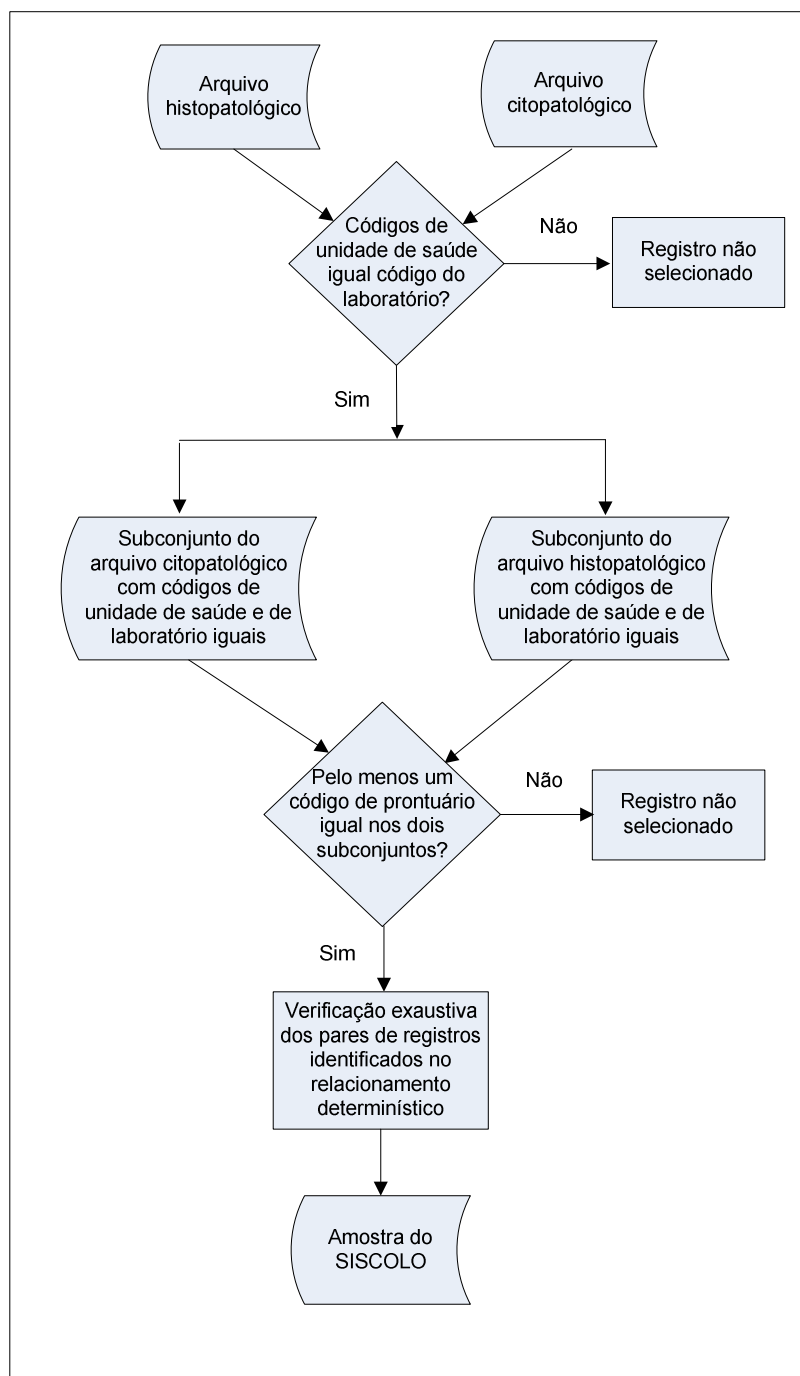 Arquivo
histopatológico
Arquivo
citopatológico
Códigos de
unidade de saúde
igual código do
laboratório?
Não
Registro não
selecionado
Sim
Subconjunto do
arquivo citopatológico
com códigos de
unidade de saúde e de
laboratório iguais
Subconjunto do
arquivo histopatológico
com códigos de
unidade de saúde e de
laboratório iguais
Pelo menos um
código de prontuário
igual nos dois
subconjuntos?
Não
Registro não
selecionado
Sim
Verificação exaustiva
dos pares de registros
identificados no
relacionamento
determinístico
Amostra do
SISCOLO